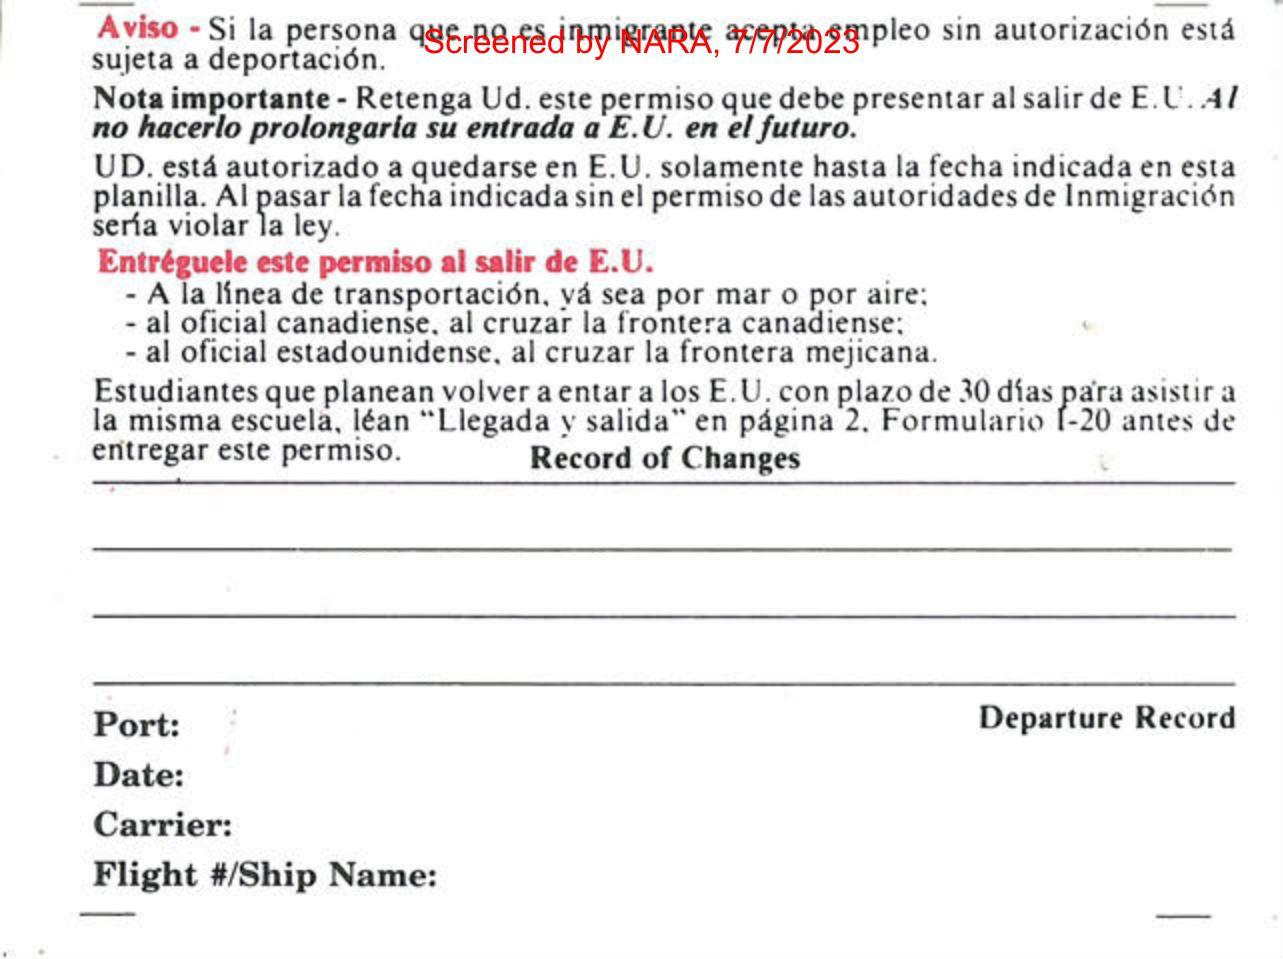 Aviso - Si la persona que no es inmigrante acepta empleo sin autorización está
Screened by NARA, 7/7/2023
sujeta a deportación.
Nota importante - Retenga Ud. este permiso que debe presentar al salir de E.U. Al
no hacerlo prolongaría su entrada a E.U. en el futuro.
UD. está autorizado a quedarse en E.U. solamente hasta la fecha indicada en esta
planilla. Al pasar la fecha indicada sin el permiso de las autoridades de Inmigración
sería violar la ley.
Entréguele este permiso al salir de E.U.
- A la línea de transportación, yá sea por mar o por aire;
- al oficial canadiense, al cruzar la frontera canadiense;
- al oficial estadounidense, al cruzar la frontera mejicana.
Estudiantes que planean volver a entar a los E.U. con plazo de 30 días para asistir a
la misma escuela, léan "Llegada y salida" en página 2, Formulario I-20 antes de
entregar este permiso.
Record of Changes
Departure Record
Port:
Date:
Carrier:
Flight #/Ship Name: